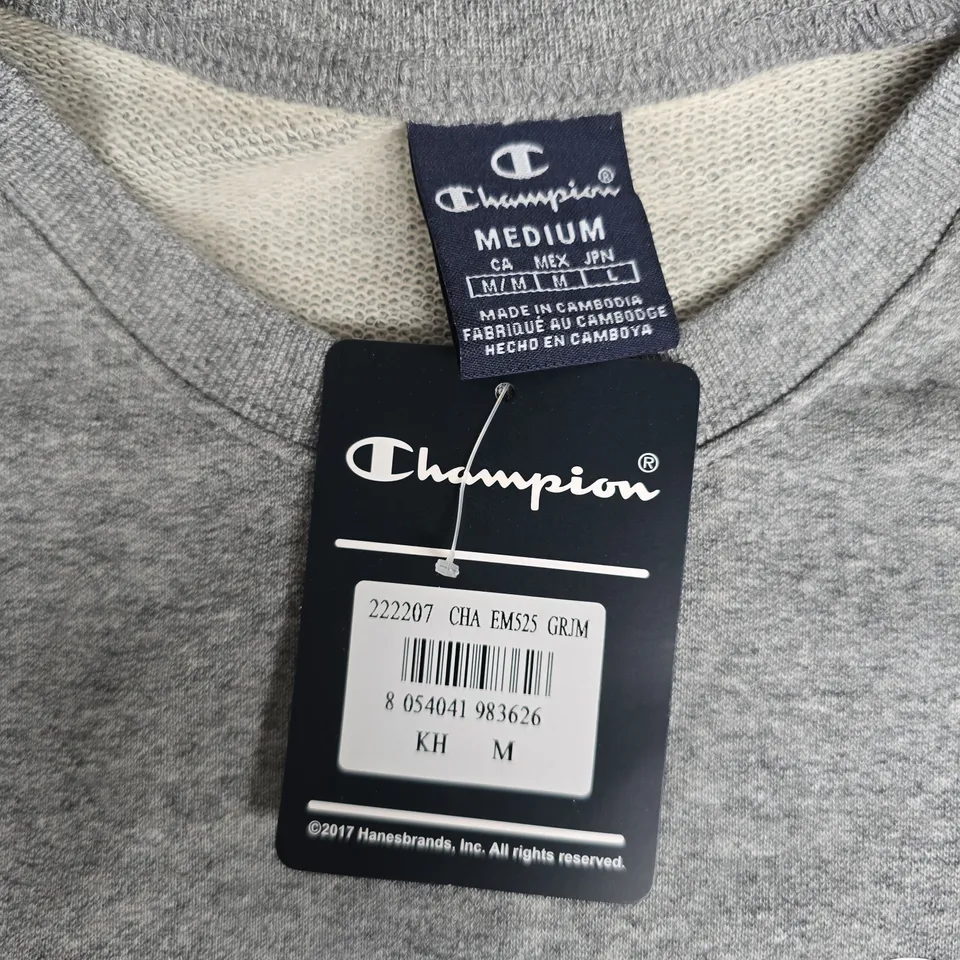 Champion®
MEDIUM
CA MEX JPN
M/M M L
MADE IN CAMBODIA
FABRIQUÉ AU CAMBODGE
HECHO EN CAMBOYA
Champion®
222207 CHA EM525 GRJM
8 054041 983626
KH M
©2017 Hanesbrands, Inc. All rights reserved.